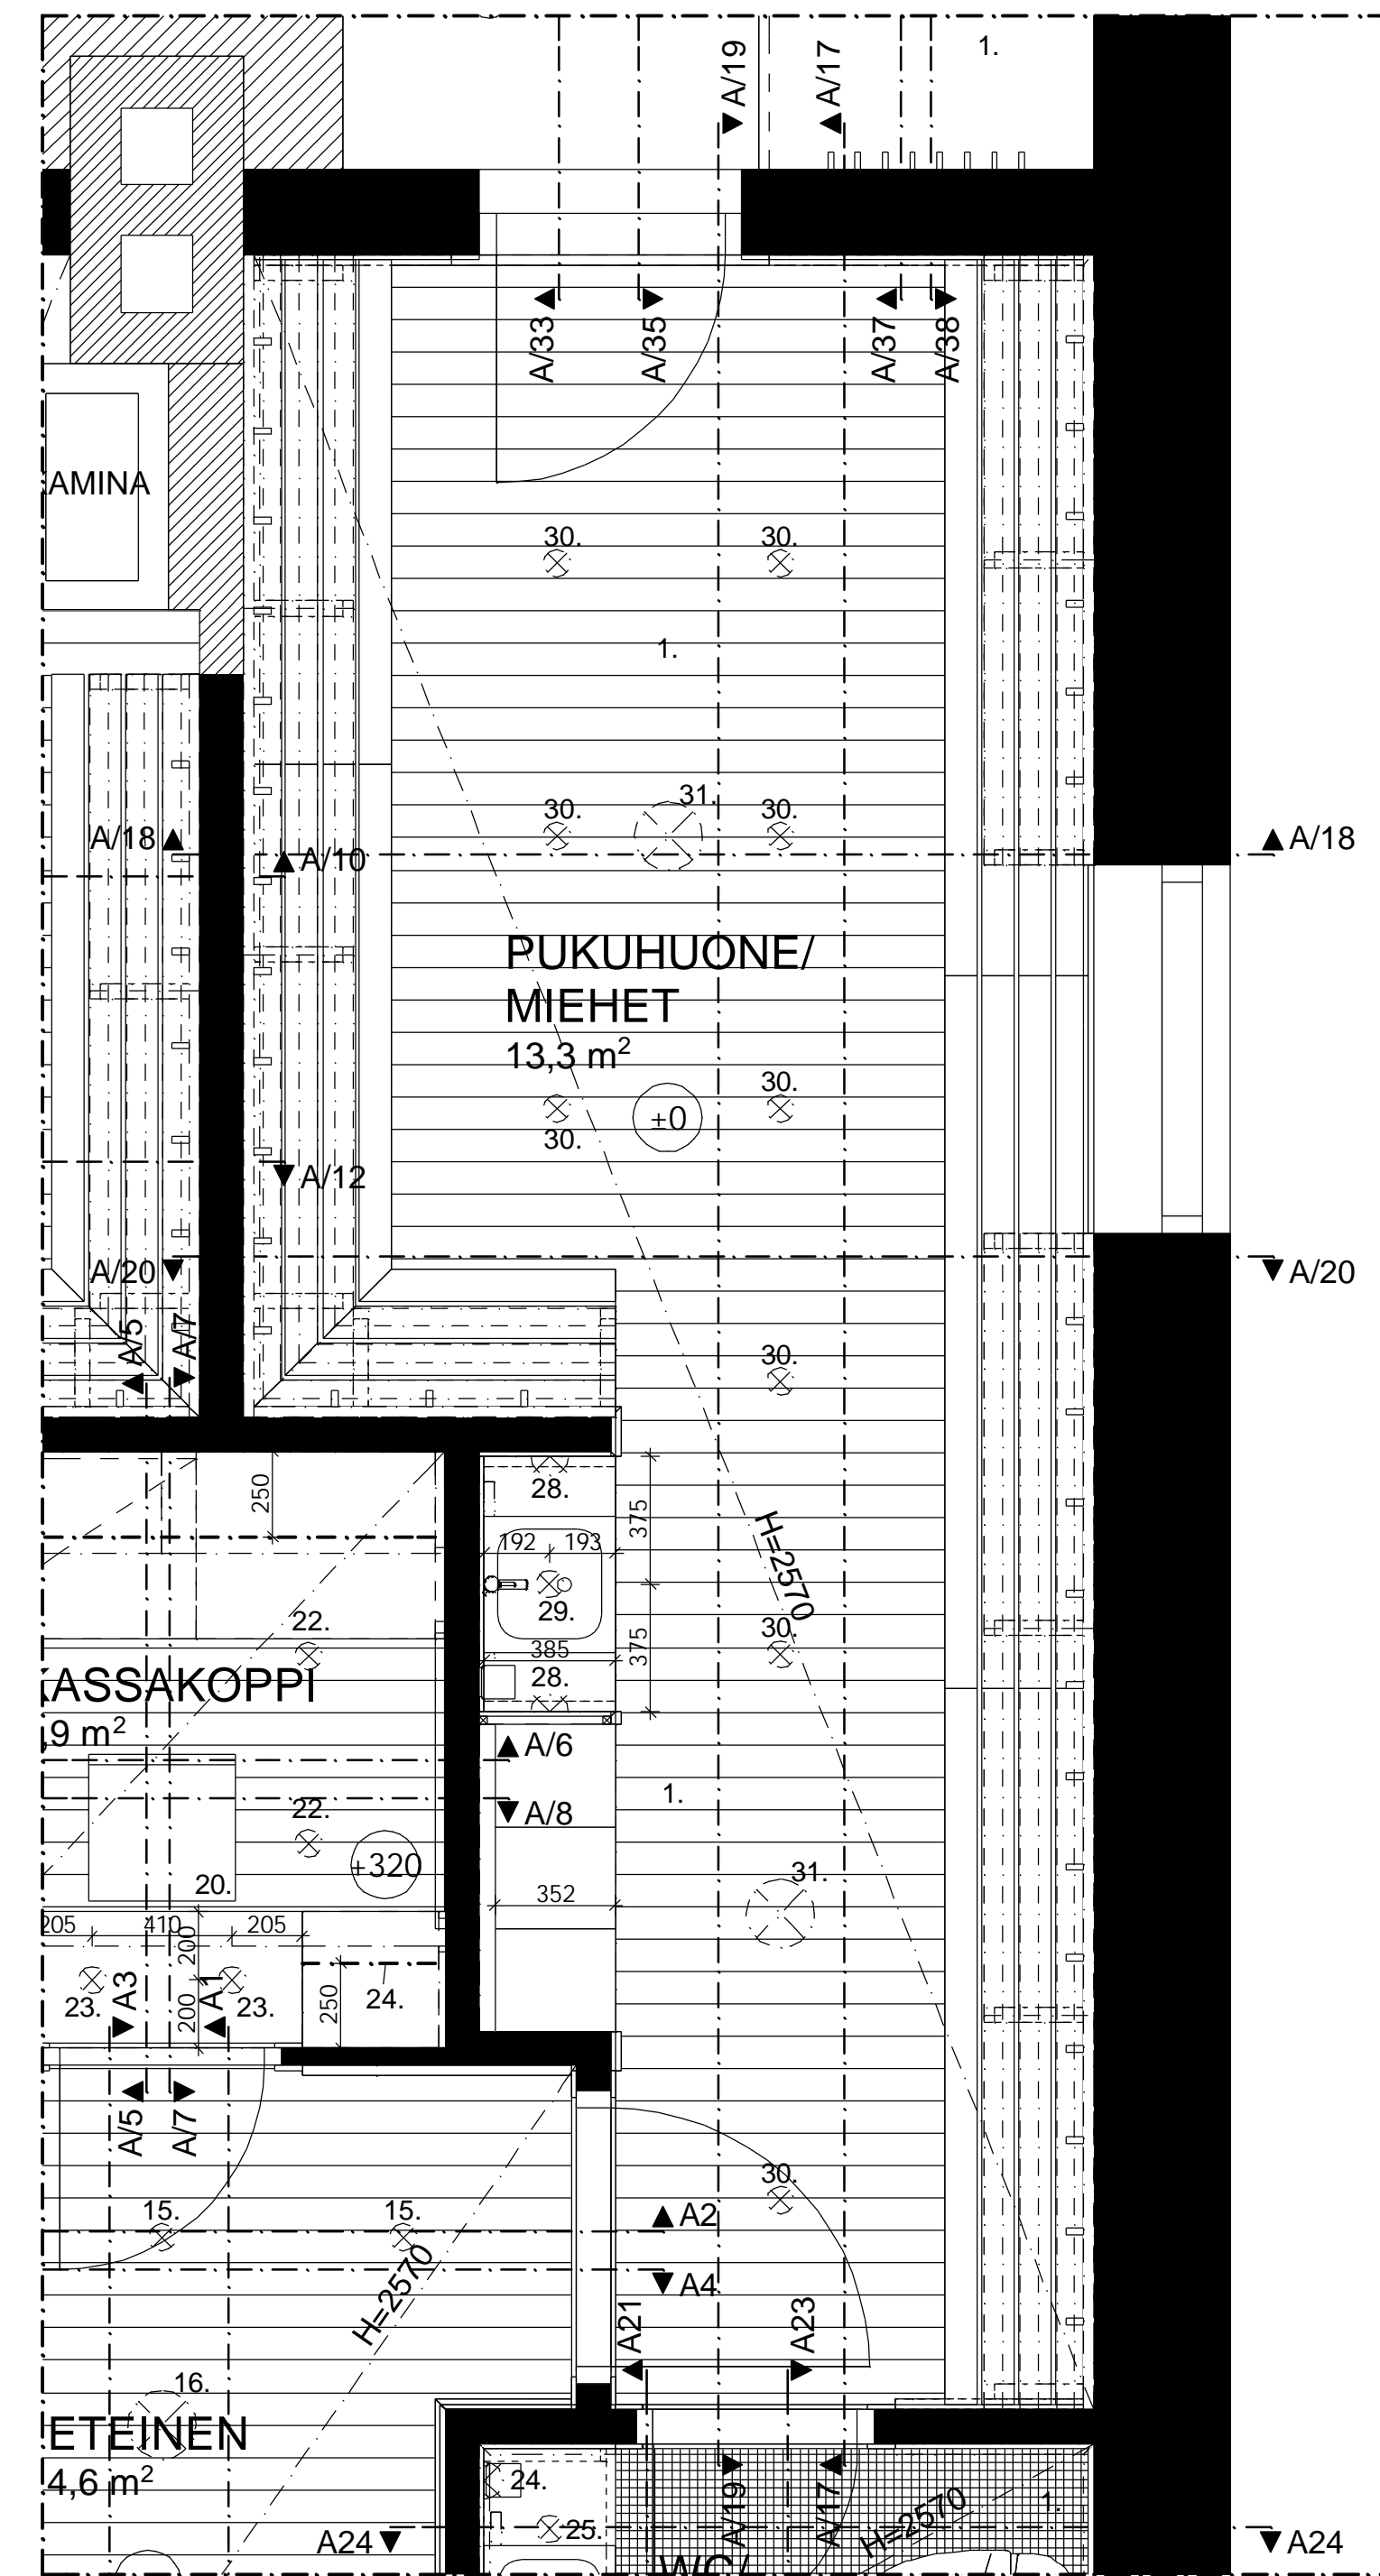 1.
A/19
A/17
A/33
A/35
A/37
A/38
AMINA
30.
30.
1.
31.
30.
30.
A/18
A/10
A/18
PUKUHUONE/
MIEHET
13,3 m²
30.
±0
30.
A/12
A/20
A/20
A/5
A/7
30.
250
28.
375
192
193
H=2570
29.
22.
30.
375
385
28.
ASSAKOPPI
,9 m²
A/6
1.
22.
A/8
+320
31.
20.
352
205
410
205
200
A3
A1
23.
200
23.
250
24.
A/5
A/7
30.
15.
15.
A2
H=2570
A4
A21
A23
16.
ETEINEN
4,6 m²
24.
A/19
A/17
H=2570
1.
25.
A24
A24
WC/